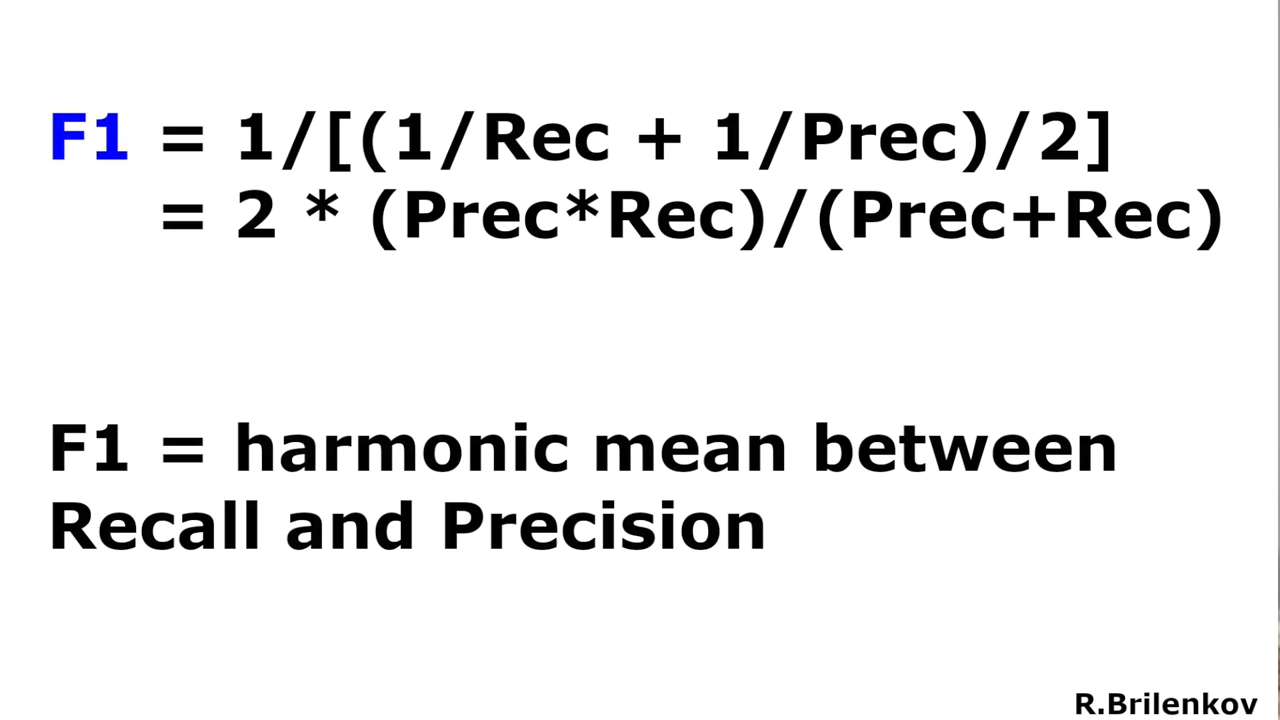 F1 = 1/[(1/Rec + 1/Prec)/2]
= 2 * (Prec*Rec)/(Prec+Rec)
F1 = harmonic mean between
Recall and Precision
R.Brilenkov